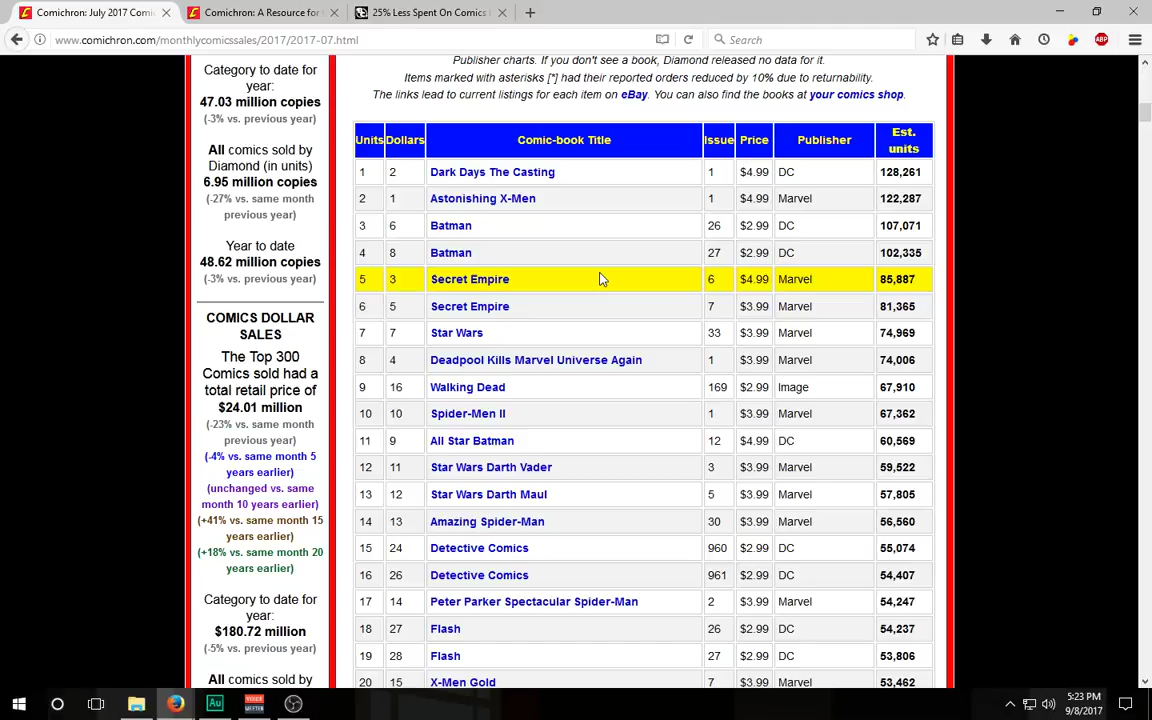 Comichron: July 2017 Comi
Comichron: A Resource for
25% Less Spent On Comics
www.comichron.com/monthlycomicssales/2017/2017-07.html
Search
ABP
Category to date for
year:
47.03 million copies
(-3% vs. previous year)
All comics sold by
Diamond (in units)
6.95 million copies
(-27% vs. same month
previous year)
Year to date
48.62 million copies
(-3% vs. previous year)
COMICS DOLLAR
SALES
The Top 300
Comics sold had a
total retail price of
$24.01 million
(-23% vs. same month
previous year)
(-4% vs. same month 5
years earlier)
(unchanged vs. same
month 10 years earlier)
(+41% vs. same month 15
years earlier)
(+18% vs. same month 20
years earlier)
Category to date for
year:
$180.72 million
(-5% vs. previous year)
All comics sold by
Publisher charts. If you don't see a book, Diamond released no data for it.
Items marked with asterisks [*] had their reported orders reduced by 10% due to returnability.
The links lead to current listings for each item on eBay. You can also find the books at your comics shop.
Units Dollars Comic-book Title Issue Price Publisher Est. units
1 2 Dark Days The Casting 1 $4.99 DC 128,261
2 1 Astonishing X-Men 1 $4.99 Marvel 122,287
3 6 Batman 26 $2.99 DC 107,071
4 8 Batman 27 $2.99 DC 102,335
5 3 Secret Empire 6 $4.99 Marvel 85,887
6 5 Secret Empire 7 $3.99 Marvel 81,365
7 7 Star Wars 33 $3.99 Marvel 74,969
8 4 Deadpool Kills Marvel Universe Again 1 $3.99 Marvel 74,006
9 16 Walking Dead 169 $2.99 Image 67,910
10 10 Spider-Men II 1 $3.99 Marvel 67,362
11 9 All Star Batman 12 $4.99 DC 60,569
12 11 Star Wars Darth Vader 3 $3.99 Marvel 59,522
13 12 Star Wars Darth Maul 5 $3.99 Marvel 57,805
14 13 Amazing Spider-Man 30 $3.99 Marvel 56,560
15 24 Detective Comics 960 $2.99 DC 55,074
16 26 Detective Comics 961 $2.99 DC 54,407
17 14 Peter Parker Spectacular Spider-Man 2 $3.99 Marvel 54,247
18 27 Flash 26 $2.99 DC 54,237
19 28 Flash 27 $2.99 DC 53,806
20 15 X-Men Gold 7 $3.99 Marvel 53,462
Au
5:23 PM
9/8/2017